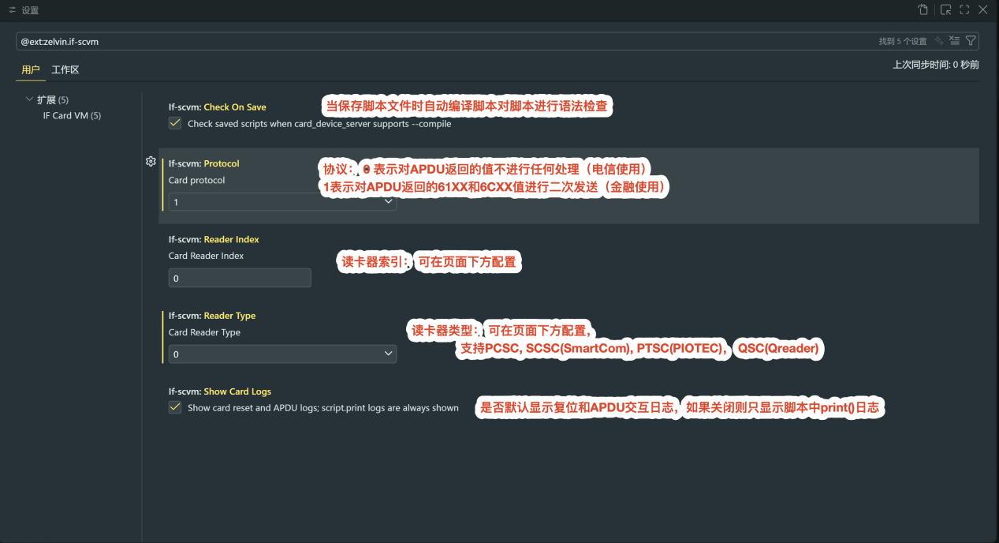 设置
@ext:zelvin.if-scvm
找到 5 个设置
用户 工作区
上次同步时间: 0 秒前
扩展 (5)
IF Card VM (5)
If-scvm: Check On Save
当保存脚本文件时自动编译脚本对脚本进行语法检查
Check saved scripts when card_device_server supports --compile
If-scvm: Protocol
协议：0 表示对APDU返回的值不进行任何处理（电信使用）
Card protocol
1表示对APDU返回的61XX和6CXX值进行二次发送（金融使用）
1
If-scvm: Reader Index
Card Reader Index
读卡器索引：可在页面下方配置
0
If-scvm: Reader Type
Card Reader Type
读卡器类型：可在页面下方配置，
支持PCSC, SCSC(SmartCom), PTSC(PIOTEC)，QSC(Qreader)
0
If-scvm: Show Card Logs
Show card reset and APDU logs; script.print logs are always shown
是否默认显示复位和APDU交互日志，如果关闭则只显示脚本中print()日志